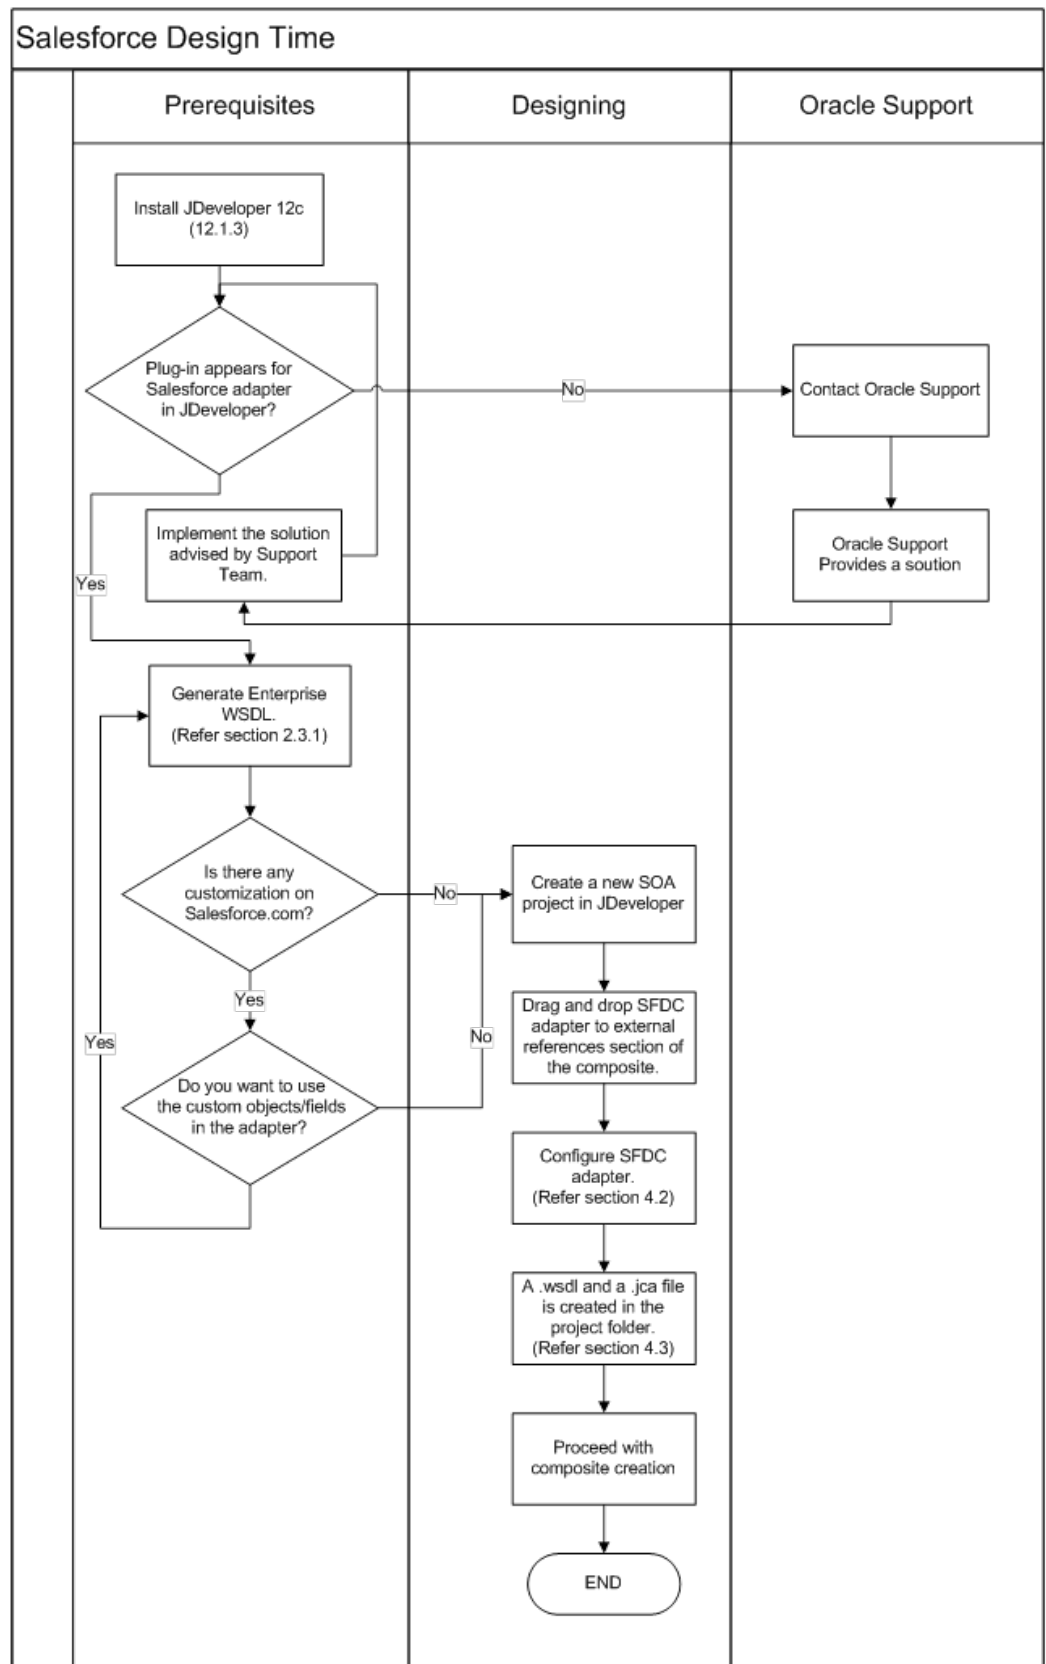 Salesforce Design Time
Prerequisites
Designing
Oracle Support
Install JDeveloper 12c
(12.1.3)
Plug-in appears for
Salesforce adapter
in JDeveloper?
No
Contact Oracle Support
Implement the solution
advised by Support
Team.
Oracle Support
Provides a soution
Yes
Generate Enterprise
WSDL.
(Refer section 2.3.1)
Is there any
customization on
Salesforce.com?
No
Create a new SOA
project in JDeveloper
Yes
Drag and drop SFDC
adapter to external
references section of
the composite.
Yes
No
Do you want to use
the custom objects/fields
in the adapter?
Configure SFDC
adapter.
(Refer section 4.2)
A .wsdl and a .jca file
is created in the
project folder.
(Refer section 4.3)
Proceed with
composite creation
END